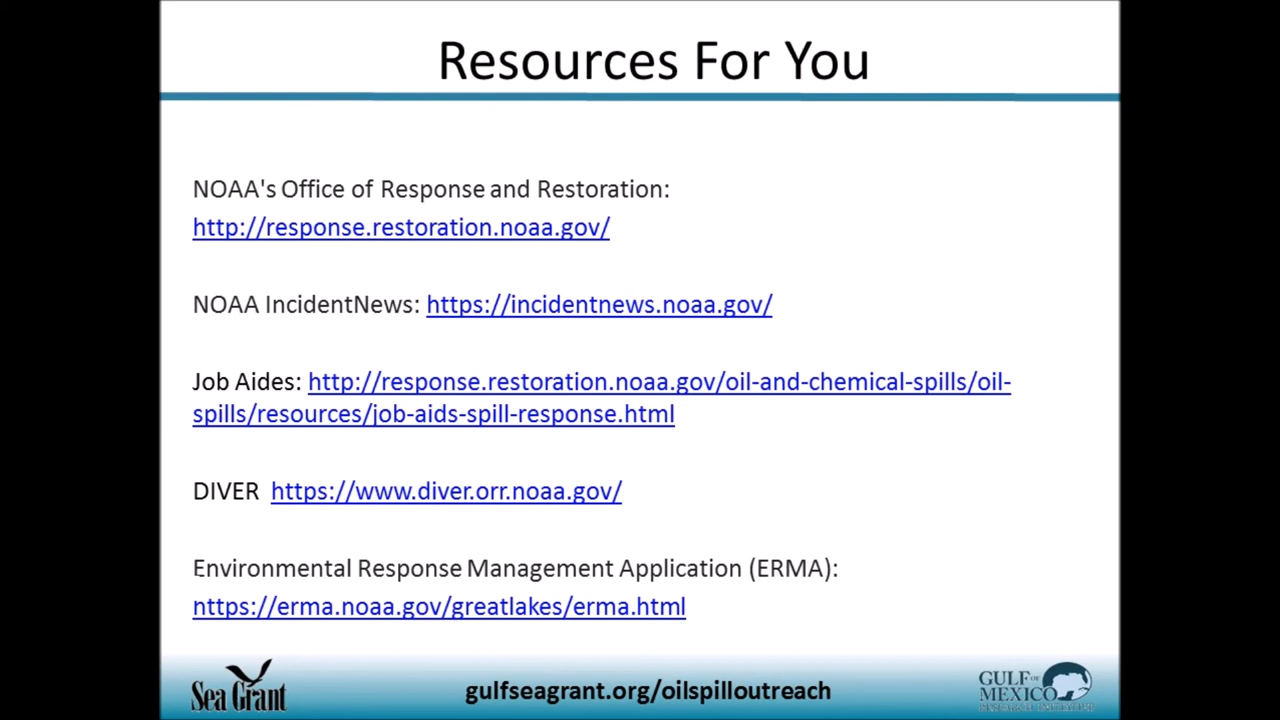 Resources For You
NOAA's Office of Response and Restoration:
http://response.restoration.noaa.gov/
NOAA IncidentNews: https://incidentnews.noaa.gov/
Job Aides: http://response.restoration.noaa.gov/oil-and-chemical-spills/oil-
spills/resources/job-aids-spill-response.html
DIVER https://www.diver.orr.noaa.gov/
Environmental Response Management Application (ERMA):
nttps://erma.noaa.gov/greatlakes/erma.html
Sea Grant
gulfseagrant.org/oilspilloutreach
GULF OF
MEXICO
RESEARCH INITIATIVE